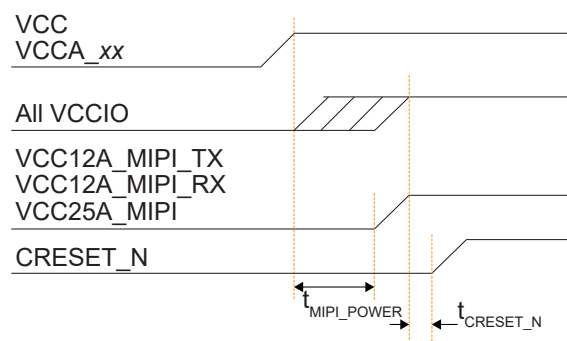 VCC
VCCA_xx
All VCCIO
VCC12A_MIPI_TX
VCC12A_MIPI_RX
VCC25A_MIPI
CRESET_N
tMIPI_POWER
tCRESET_N